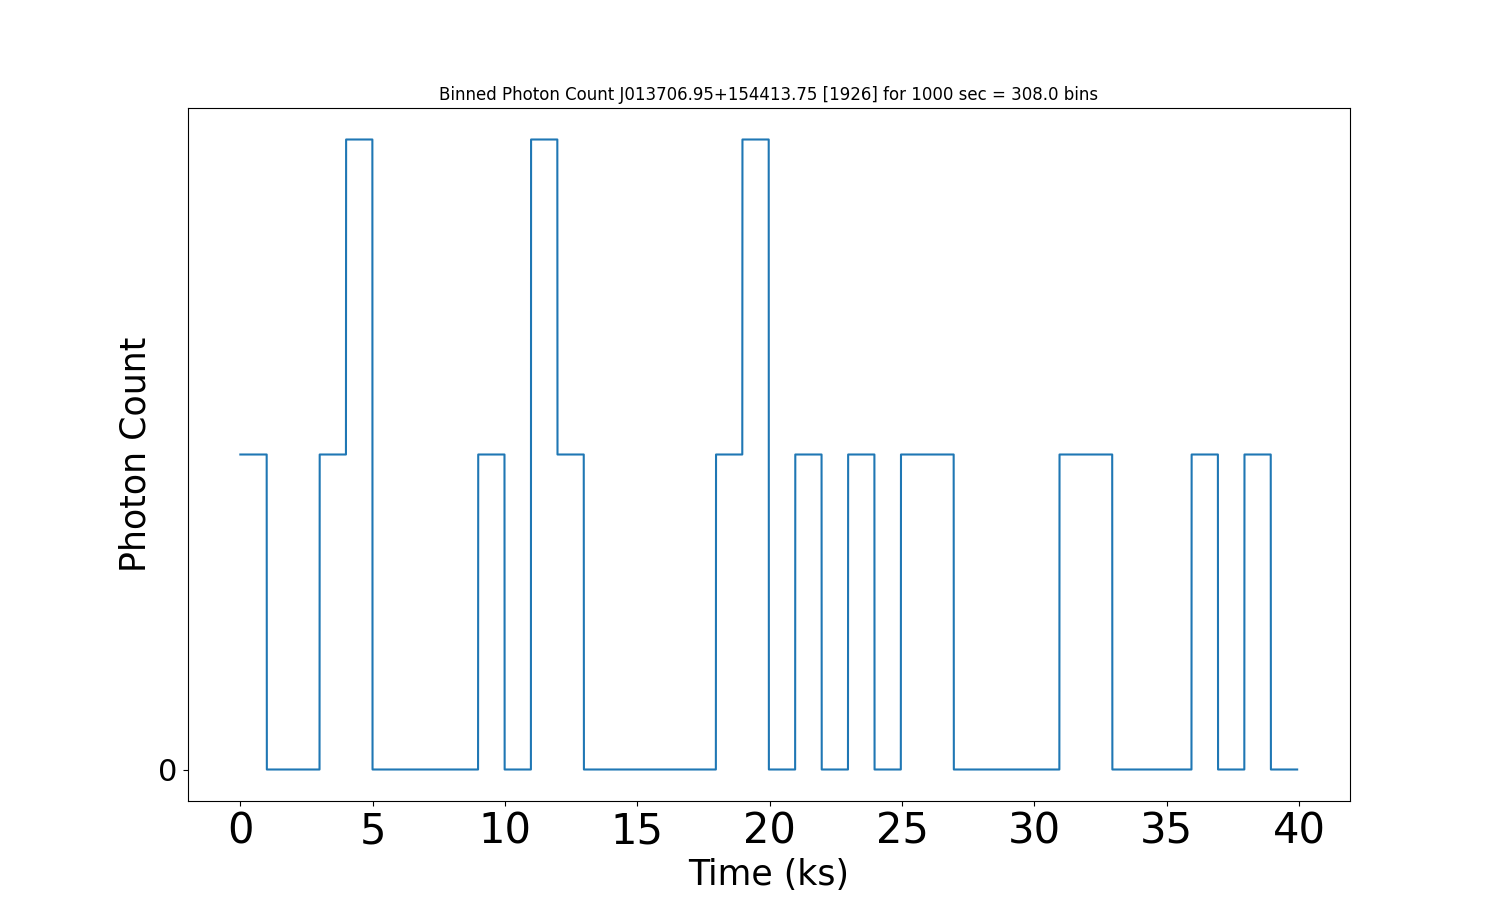 Binned Photon Count J013706.95+154413.75 [1926] for 1000 sec = 308.0 bins
Photon Count
0
0 5 10 15 20 25 30 35 40
Time (ks)